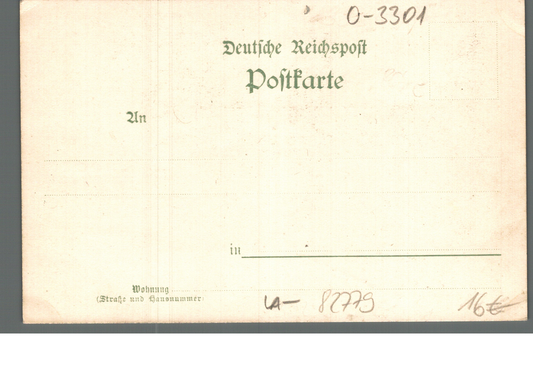 O-3301
Deutsche Reichspost
Postkarte
An
in
Wohnung
(Straße und Hausnummer)
LA- 82779 16€